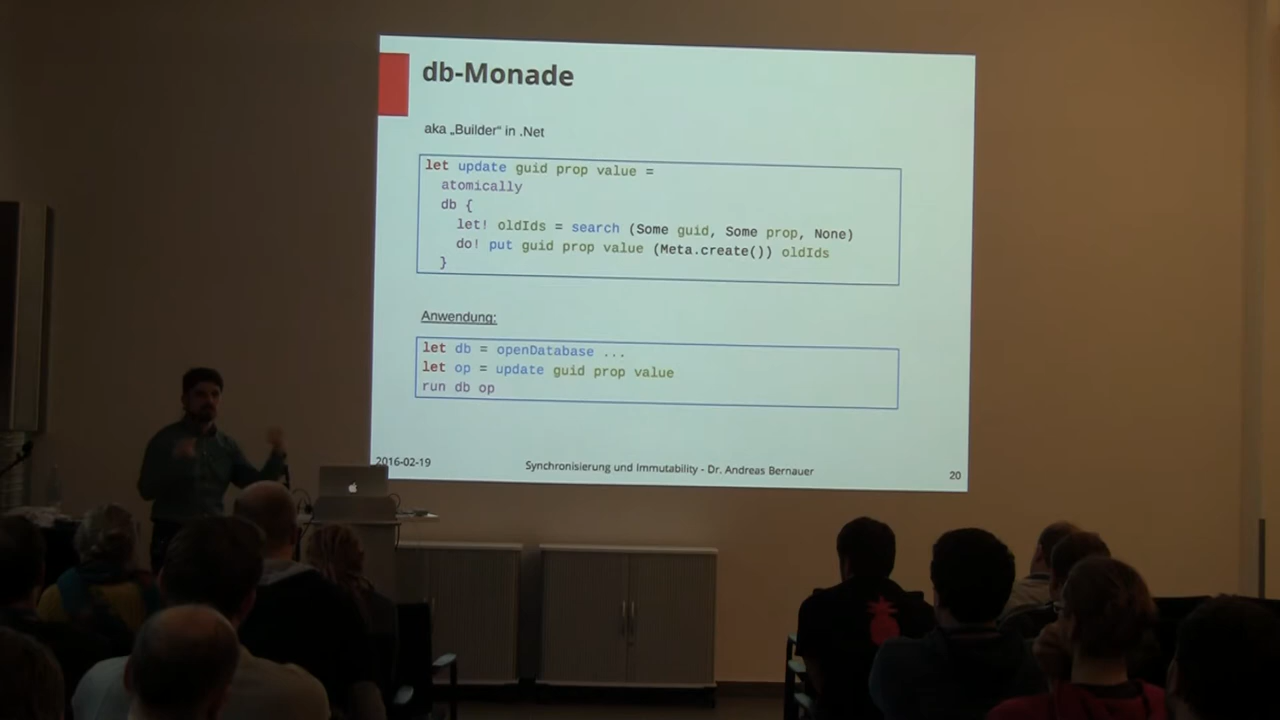 db-Monade
aka „Builder“ in .Net
let update guid prop value =
  atomically
  db {
    let! oldIds = search (Some guid, Some prop, None)
    do! put guid prop value (Meta.create()) oldIds
  }
Anwendung:
let db = openDatabase ...
let op = update guid prop value
run db op
2016-02-19
Synchronisierung und Immutability - Dr. Andreas Bernauer
20